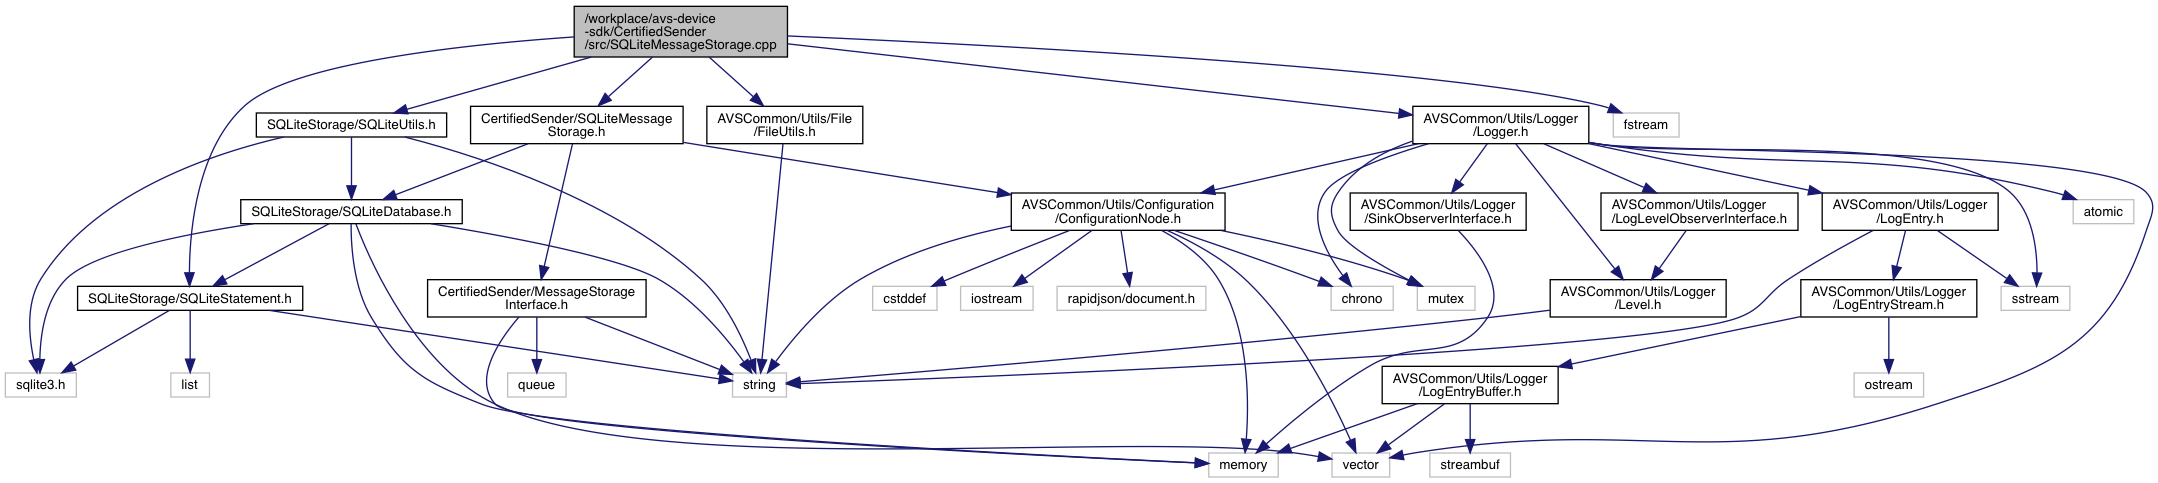 /workplace/avs-device
-sdk/CertifiedSender
/src/SQLiteMessageStorage.cpp
SQLiteStorage/SQLiteUtils.h
CertifiedSender/SQLiteMessage
Storage.h
AVSCommon/Utils/File
/FileUtils.h
AVSCommon/Utils/Logger
/Logger.h
fstream
SQLiteStorage/SQLiteDatabase.h
AVSCommon/Utils/Configuration
/ConfigurationNode.h
AVSCommon/Utils/Logger
/SinkObserverInterface.h
AVSCommon/Utils/Logger
/LogLevelObserverInterface.h
AVSCommon/Utils/Logger
/LogEntry.h
atomic
SQLiteStorage/SQLiteStatement.h
CertifiedSender/MessageStorage
Interface.h
cstddef
iostream
rapidjson/document.h
chrono
mutex
AVSCommon/Utils/Logger
/Level.h
AVSCommon/Utils/Logger
/LogEntryStream.h
sstream
sqlite3.h
list
queue
string
AVSCommon/Utils/Logger
/LogEntryBuffer.h
ostream
memory
vector
streambuf